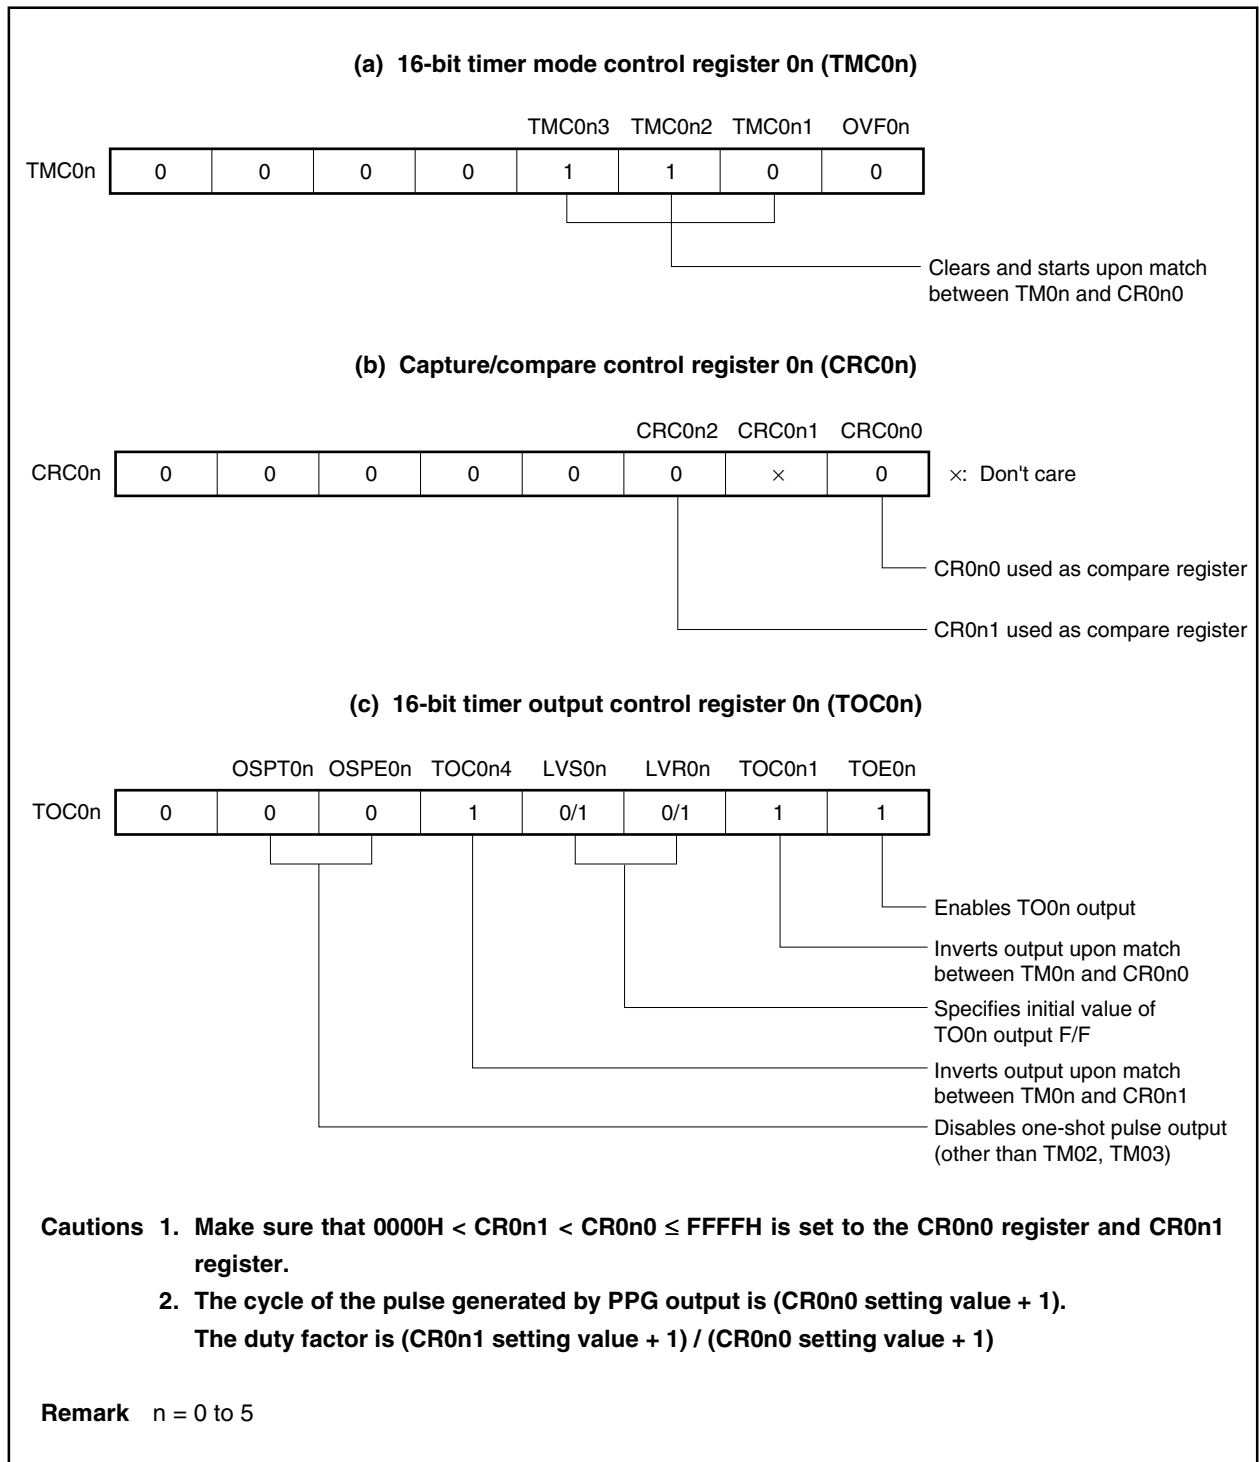 (a) 16-bit timer mode control register 0n (TMC0n)
TMC0n3 TMC0n2 TMC0n1 OVF0n
TMC0n 0 0 0 0 1 1 0 0
Clears and starts upon match
between TM0n and CR0n0
(b) Capture/compare control register 0n (CRC0n)
CRC0n2 CRC0n1 CRC0n0
CRC0n 0 0 0 0 0 0 × 0 ×: Don't care
CR0n0 used as compare register
CR0n1 used as compare register
(c) 16-bit timer output control register 0n (TOC0n)
OSPT0n OSPE0n TOC0n4 LVS0n LVR0n TOC0n1 TOE0n
TOC0n 0 0 0 1 0/1 0/1 1 1
Enables TO0n output
Inverts output upon match
between TM0n and CR0n0
Specifies initial value of
TO0n output F/F
Inverts output upon match
between TM0n and CR0n1
Disables one-shot pulse output
(other than TM02, TM03)
Cautions 1. Make sure that 0000H < CR0n1 < CR0n0 ≤ FFFFH is set to the CR0n0 register and CR0n1
register.
2. The cycle of the pulse generated by PPG output is (CR0n0 setting value + 1).
The duty factor is (CR0n1 setting value + 1) / (CR0n0 setting value + 1)
Remark n = 0 to 5